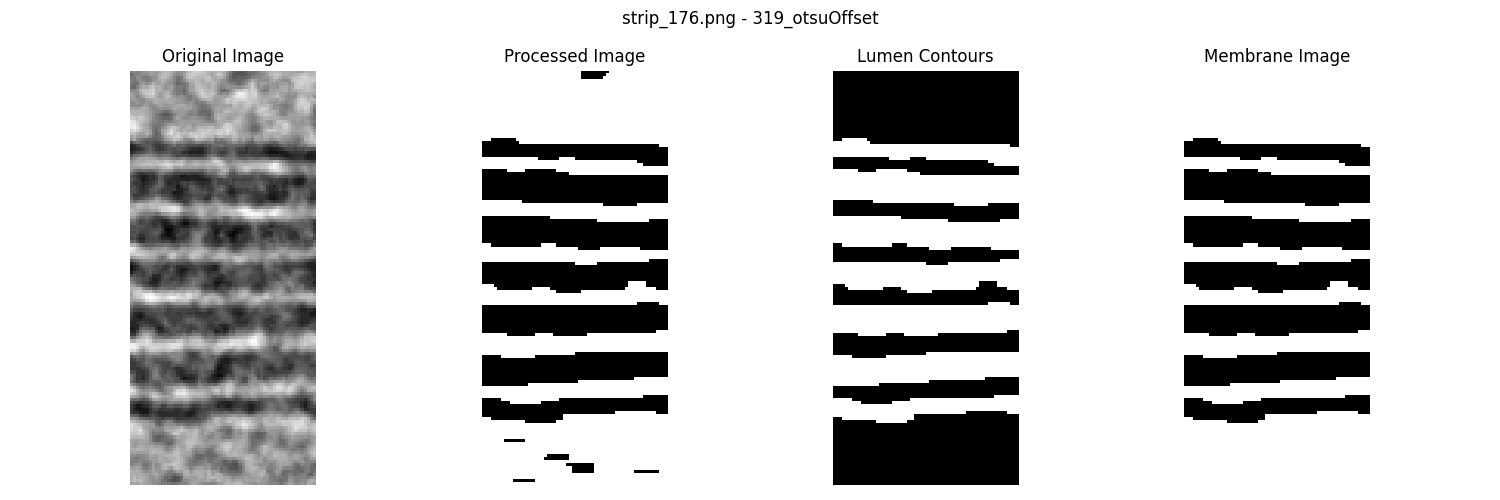 strip_176.png - 319_otsuOffset
Original Image
Processed Image
Lumen Contours
Membrane Image